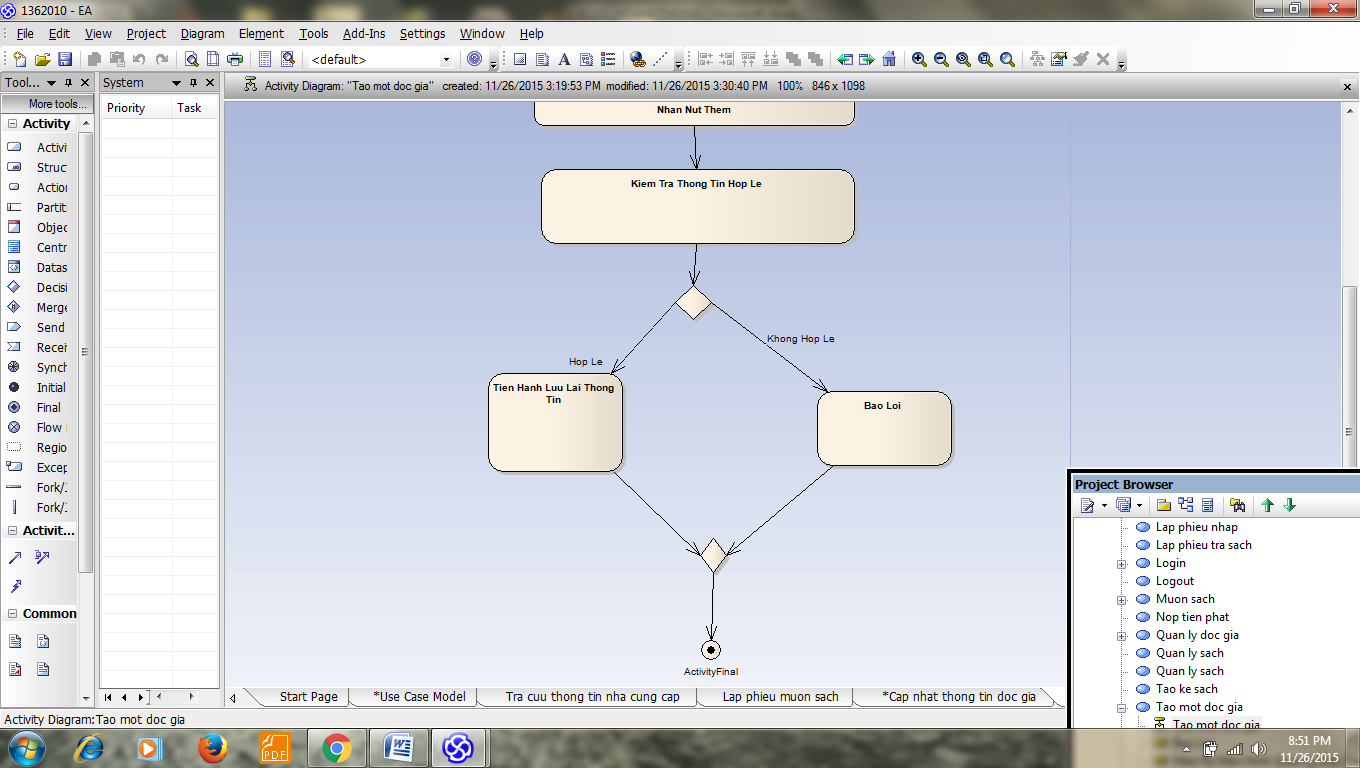 1362010 - EA
File Edit View Project Diagram Element Tools Add-Ins Settings Window Help
<default>
Tool...
System
Activity Diagram: "Tao mot doc gia" created: 11/26/2015 3:19:53 PM modified: 11/26/2015 3:30:40 PM 100% 846 x 1098
More tools...
Priority Task
Activity
Activi
Struc
Action
Partiti
Objec
Centr
Datas
Decisi
Merge
Send
Recei
Synch
Initial
Final
Flow
Regio
Excep
Fork/J
Fork/J
Activit...
Common
Nhan Nut Them
Kiem Tra Thong Tin Hop Le
Khong Hop Le
Hop Le
Tien Hanh Luu Lai Thong
Tin
Bao Loi
ActivityFinal
Project Browser
Lap phieu nhap
Lap phieu tra sach
Login
Logout
Muon sach
Nop tien phat
Quan ly doc gia
Quan ly sach
Quan ly sach
Tao ke sach
Tao mot doc gia
Tao mot doc gia
Start Page *Use Case Model Tra cuu thong tin nha cung cap Lap phieu muon sach *Cap nhat thong tin doc gia
Activity Diagram:Tao mot doc gia
PDF
8:51 PM
11/26/2015